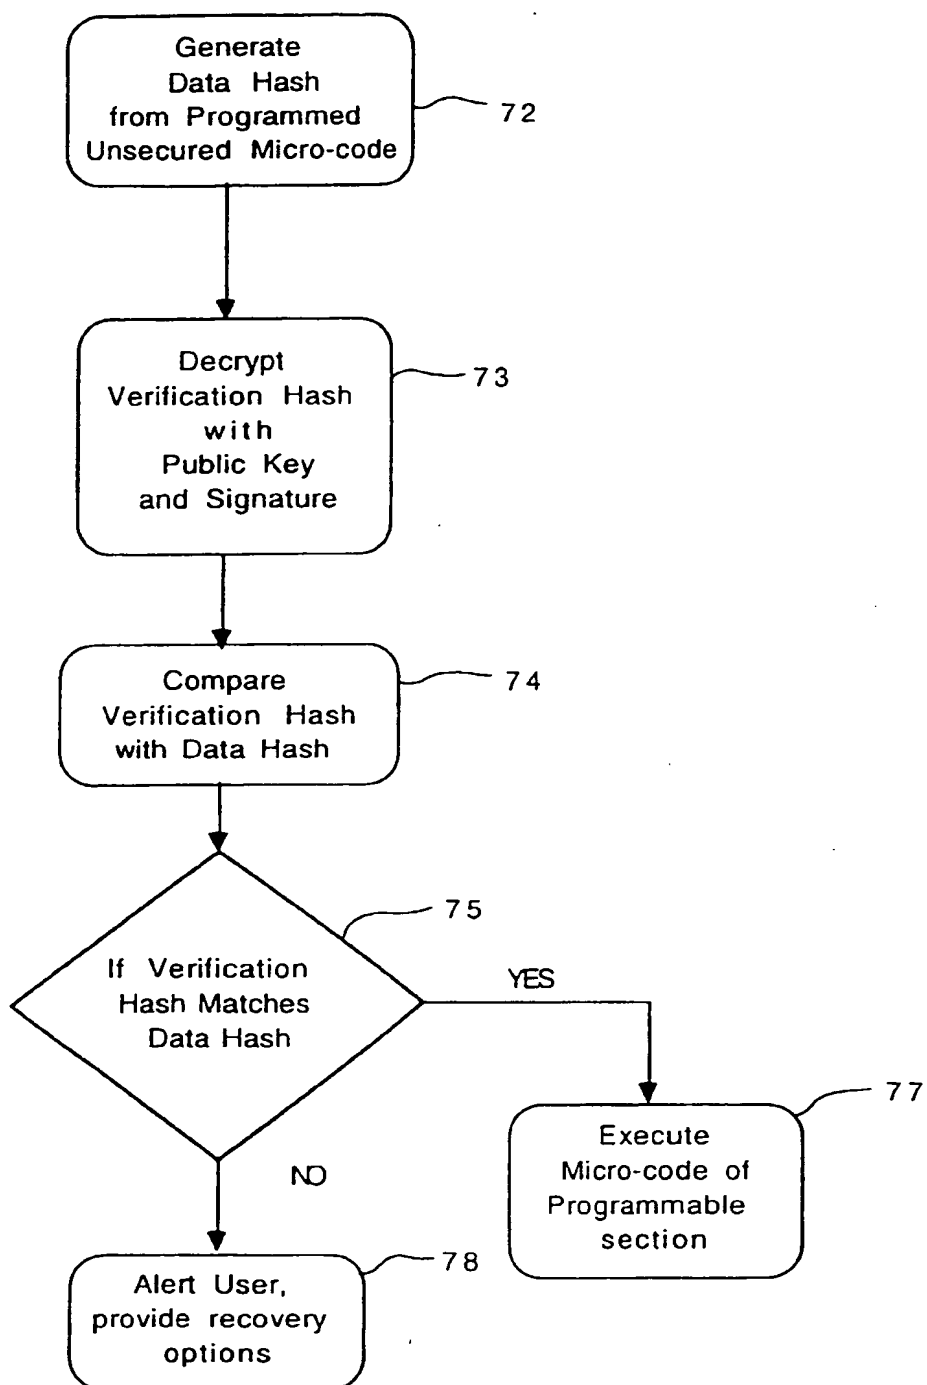 Generate
Data Hash
from Programmed
Unsecured Micro-code
72
Decrypt
Verification Hash
with
Public Key
and Signature
73
Compare
Verification Hash
with Data Hash
74
If Verification
Hash Matches
Data Hash
75
YES
NO
Execute
Micro-code of
Programmable
section
77
Alert User,
provide recovery
options
78